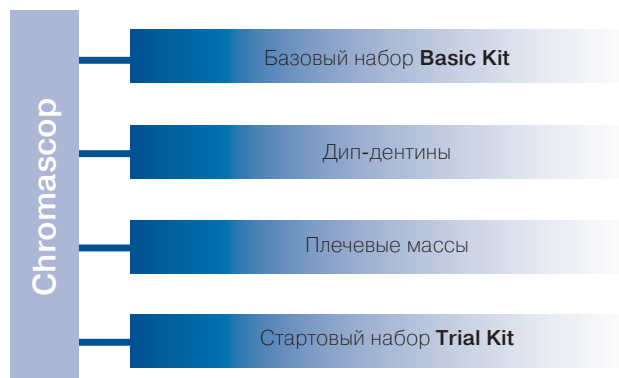 Chromascop
Базовый набор Basic Kit
Дип-дентины
Плечевые массы
Стартовый набор Trial Kit